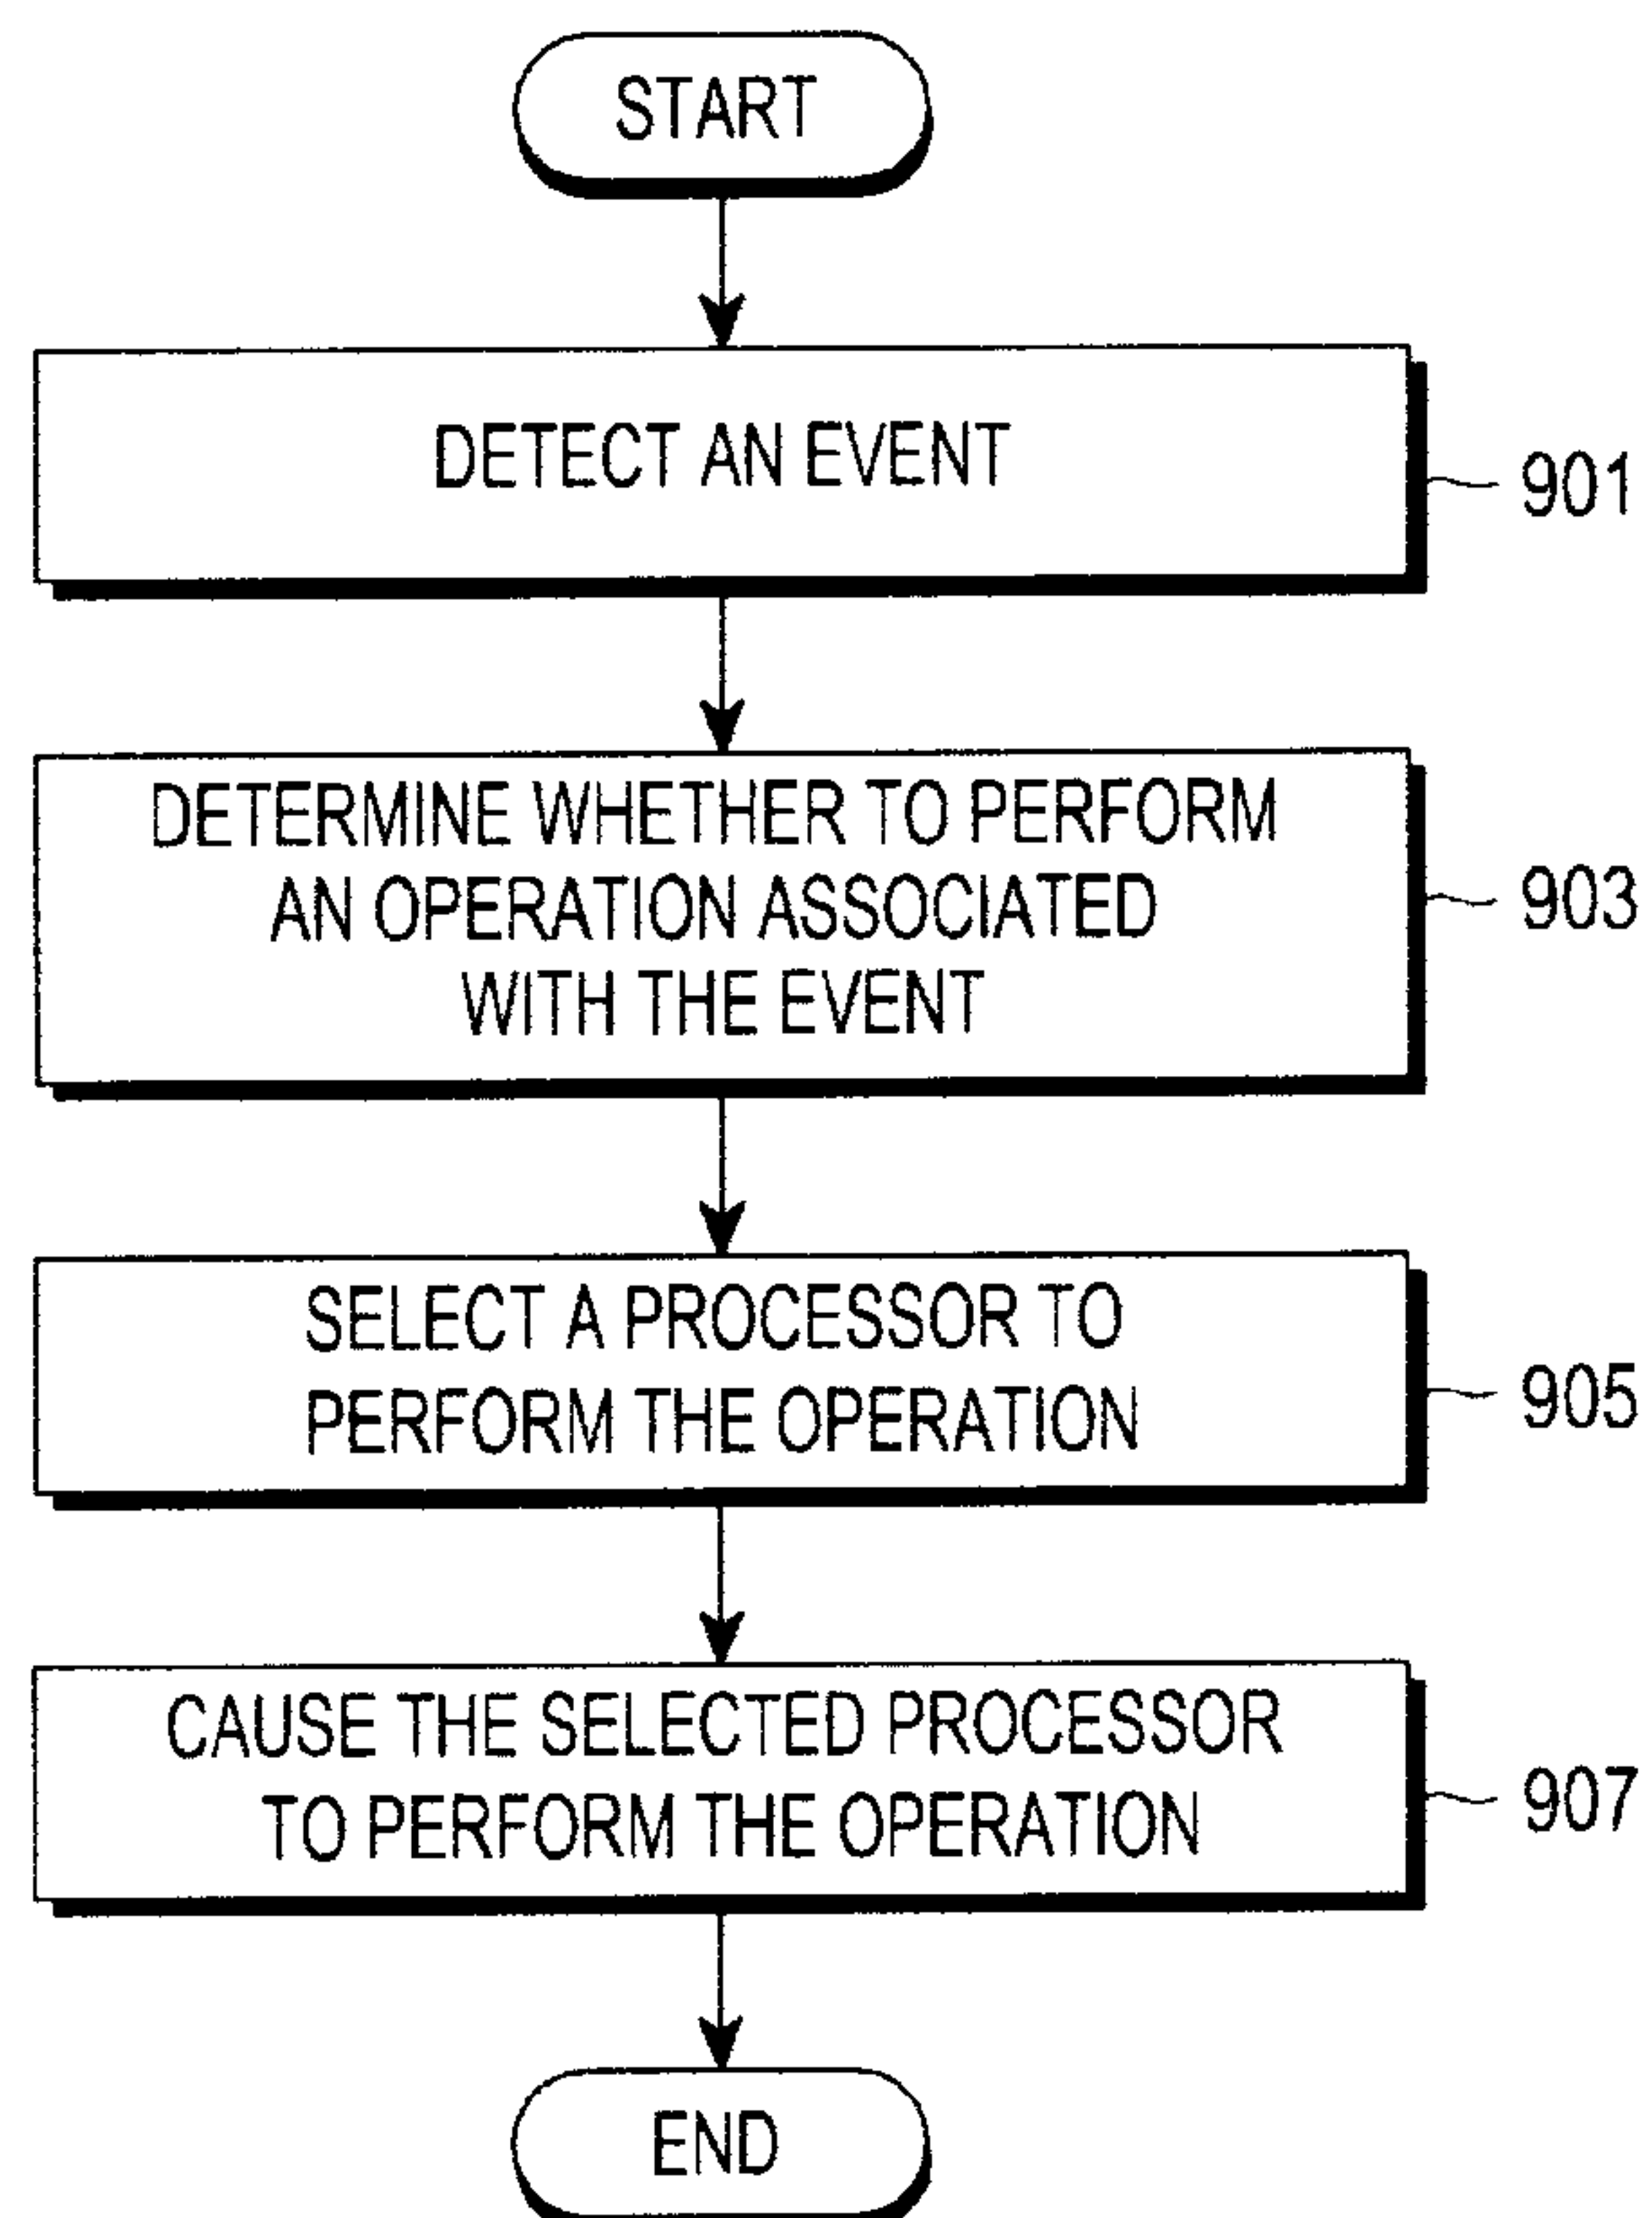 START
DETECT AN EVENT
901
DETERMINE WHETHER TO PERFORM
AN OPERATION ASSOCIATED
WITH THE EVENT
903
SELECT A PROCESSOR TO
PERFORM THE OPERATION
905
CAUSE THE SELECTED PROCESSOR
TO PERFORM THE OPERATION
907
END